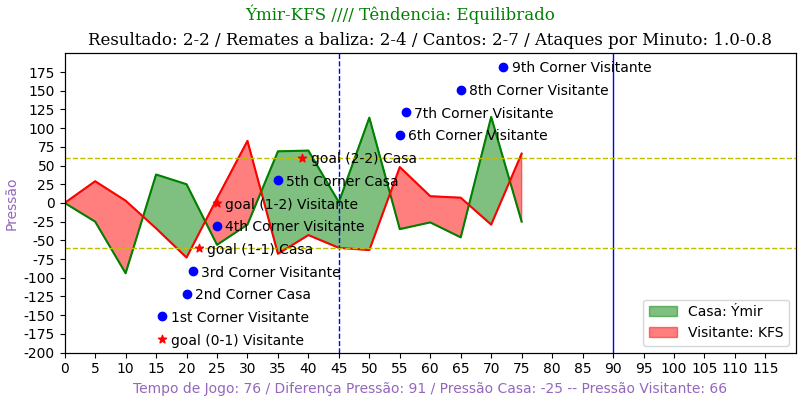 Ýmir-KFS //// Têndencia: Equilibrado
Resultado: 2-2 / Remates a baliza: 2-4 / Cantos: 2-7 / Ataques por Minuto: 1.0-0.8
175
150
125
100
75
50
25
0
-25
-50
-75
-100
-125
-150
-175
-200
Pressão
9th Corner Visitante
8th Corner Visitante
7th Corner Visitante
6th Corner Visitante
goal (2-2) Casa
5th Corner Casa
goal (1-2) Visitante
4th Corner Visitante
goal (1-1) Casa
3rd Corner Visitante
2nd Corner Casa
1st Corner Visitante
goal (0-1) Visitante
Casa: Ýmir
Visitante: KFS
0 5 10 15 20 25 30 35 40 45 50 55 60 65 70 75 80 85 90 95 100 105 110 115
Tempo de Jogo: 76 / Diferença Pressão: 91 / Pressão Casa: -25 -- Pressão Visitante: 66